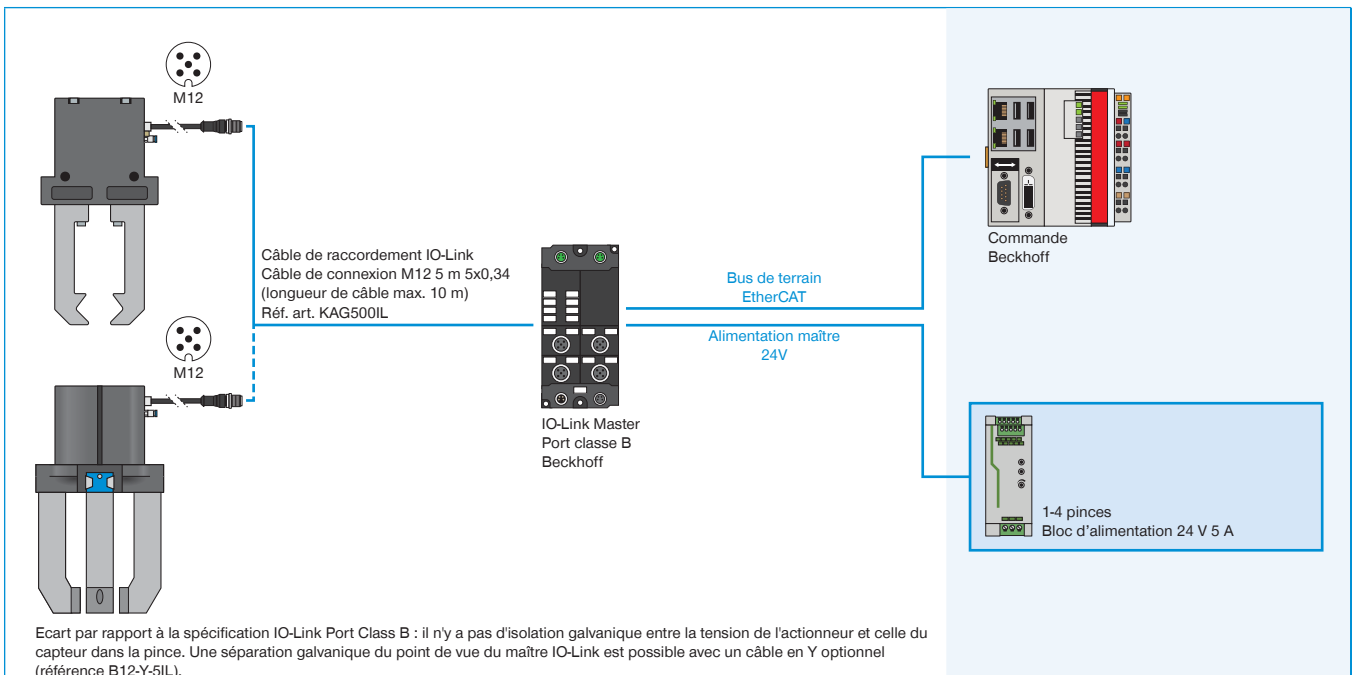 M12
Câble de raccordement IO-Link
Câble de connexion M12 5 m 5x0,34
(longueur de câble max. 10 m)
Réf. art. KAG500IL
M12
IO-Link Master
Port classe B
Beckhoff
Bus de terrain
EtherCAT
Alimentation maître
24V
Commande
Beckhoff
1-4 pinces
Bloc d’alimentation 24 V 5 A
Ecart par rapport à la spécification IO-Link Port Class B : il n'y a pas d'isolation galvanique entre la tension de l'actionneur et celle du
capteur dans la pince. Une séparation galvanique du point de vue du maître IO-Link est possible avec un câble en Y optionnel
(référence B12-Y-5IL).